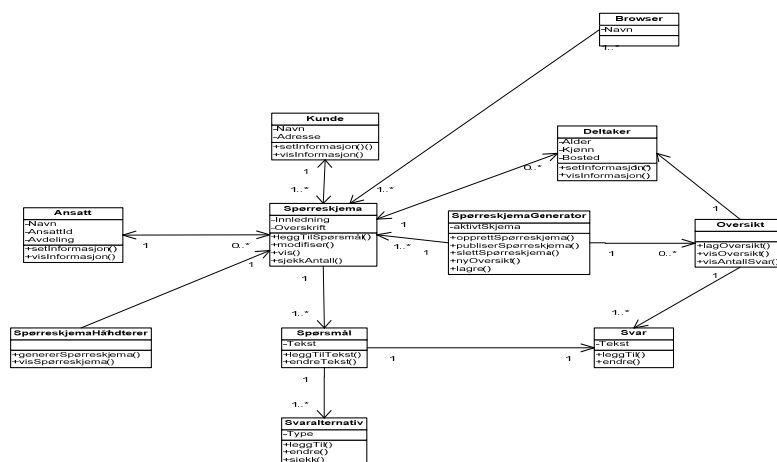 Browser
-Navn
1..*
Kunde
-Navn
-Adresse
+setInformasjon()()
+visInformasjon()
1
1..*
1..*
Deltaker
-Alder
-Kjønn
-Bosted
+setInformasjon()
+visInformasjon()
0..*
1..*
1
Ansatt
-Navn
-AnsattId
-Avdeling
+setInformasjon()
+visInformasjon()
1
0..*
Spørreskjema
-Innledning
-Overskrift
+leggTilSpørsmål()
+modifiser()
+vis()
+sjekkAntall()
1
1..*
1
SpørreskjemaGenerator
-aktivtSkjema
+opprettSpørreskjema()
+publiserSpørreskjema()
+slettSpørreskjema()
+nyOversikt()
+lagre()
1
0..*
Oversikt
+lagOversikt()
+visOversikt()
+visAntallSvar()
1
1
1
1..*
1..*
SpørreskjemaHåndterer
+genererSpørreskjema()
+visSpørreskjema()
Spørsmål
-Tekst
+leggTilTekst()
+endreTekst()
1
1
Svar
-Tekst
+leggTil()
+endre()
1
1..*
Svaralternativ
-Type
+leggTil()
+endre()
+sjekk()